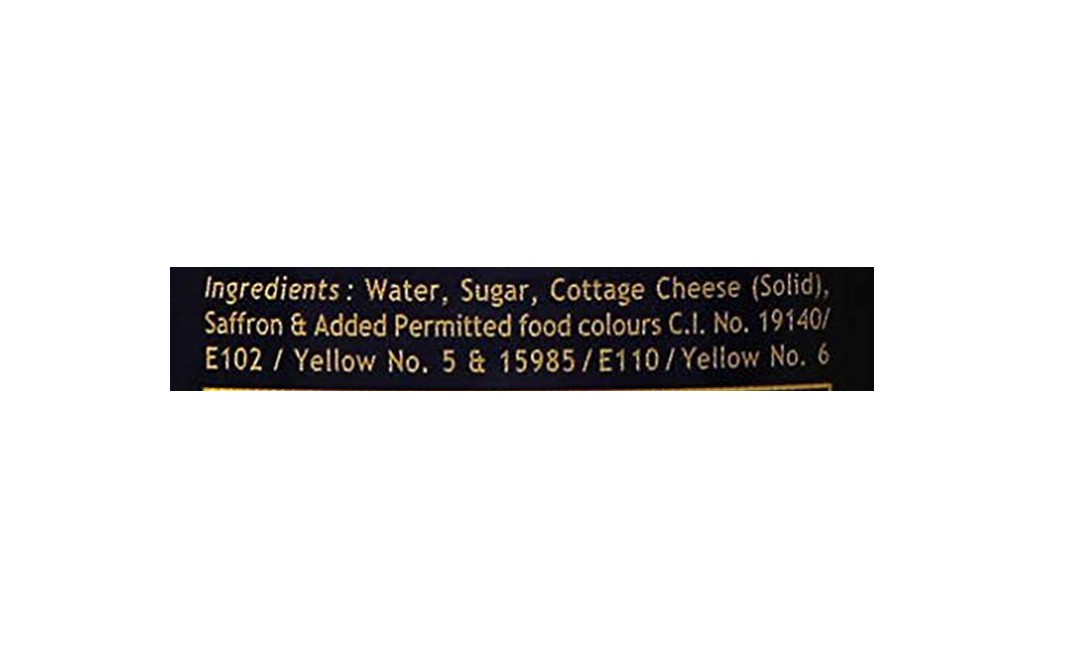 Ingredients : Water, Sugar, Cottage Cheese (Solid),
Saffron & Added Permitted food colours C.I. No. 19140/
E102 / Yellow No. 5 & 15985/E110/Yellow No. 6